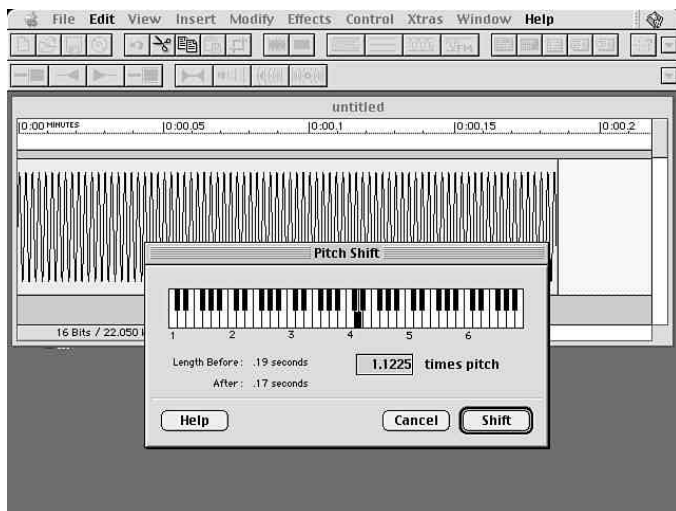 File Edit View Insert Modify Effects Control Xtras Window Help
FM
untitled
0:00 MINUTES 0:00.05 0:00.1 0:00.15 0:00.2
Pitch Shift
1 2 3 4 5 6
16 Bits / 22.050
Length Before: .19 seconds
1.1225 times pitch
After: .17 seconds
Help Cancel Shift